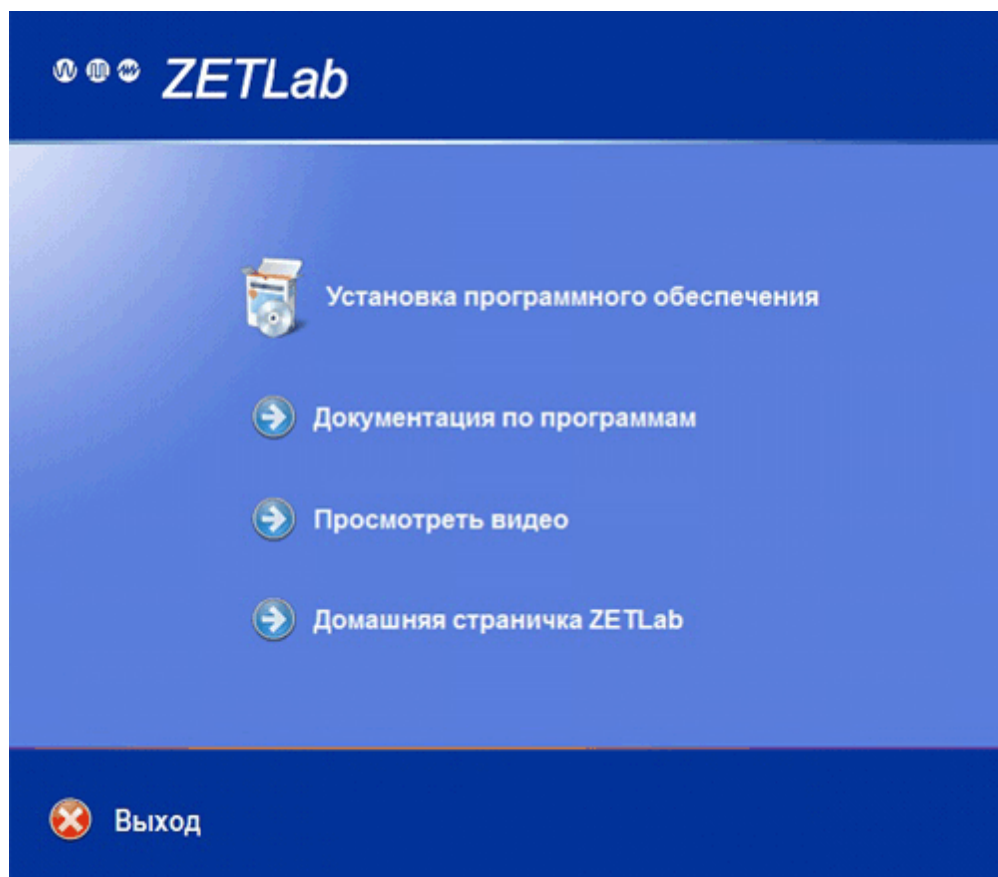 ZETLab
Установка программного обеспечения
Документация по программам
Просмотреть видео
Домашняя страничка ZETLab
Выход